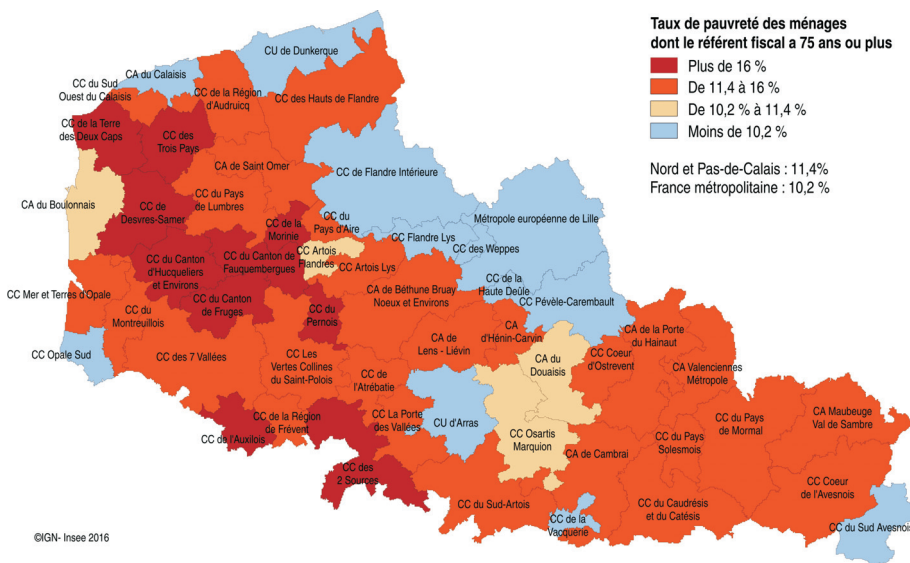 Taux de pauvreté des ménages
dont le référent fiscal a 75 ans ou plus
Plus de 16 %
De 11,4 à 16 %
De 10,2 % à 11,4 %
Moins de 10,2 %
Nord et Pas-de-Calais : 11,4%
France métropolitaine : 10,2 %
CU de Dunkerque
CA du Calaisis
CC du Sud
Ouest du Calaisis
CC de la Région
d'Audruicq
CC des Hauts de Flandre
CC de la Terre
des Deux Caps
CC des
Trois Pays
CA de Saint Omer
CC de Flandre Intérieure
CA du Boulonnais
CC de
Desvres-Samer
CC du Pays
de Lumbres
CC du
Pays d'Aire
CC de la
Morinie
Métropole européenne de Lille
CC Flandre Lys
CC des Weppes
CC Artois
Flandres
CC Artois Lys
CC du Canton
d'Hucqueliers
et Environs
CC du Canton de
Fauquembergues
CC de la
Haute Deûle
CA de Béthune Bruay
Noeux et Environs
CC Pévèle-Carembault
CC Mer et Terres d'Opale
CC du
Montreuillois
CC du Canton
de Fruges
CC du
Pernois
CA de
Lens - Liévin
CA
d'Hénin-Carvin
CA de la Porte
du Hainaut
CC Opale Sud
CC des 7 Vallées
CC Les
Vertes Collines
du Saint-Polois
CC de
l'Atrébatie
CA du
Douaisis
CC Coeur
d'Ostrevent
CA Valenciennes
Métropole
CC de l'Auxilois
CC de la Région
de Frévent
CC La Porte
des Vallées
CU d'Arras
CC Osartis
Marquion
CA de Cambrai
CC du Pays
Solesmois
CC du Pays
de Mormal
CA Maubeuge
Val de Sambre
CC des
2 Sources
CC du Sud-Artois
CC de la
Vacquerie
CC du Caudrésis
et du Catésis
CC Coeur
de l'Avesnois
CC du Sud Avesnois
©IGN- Insee 2016